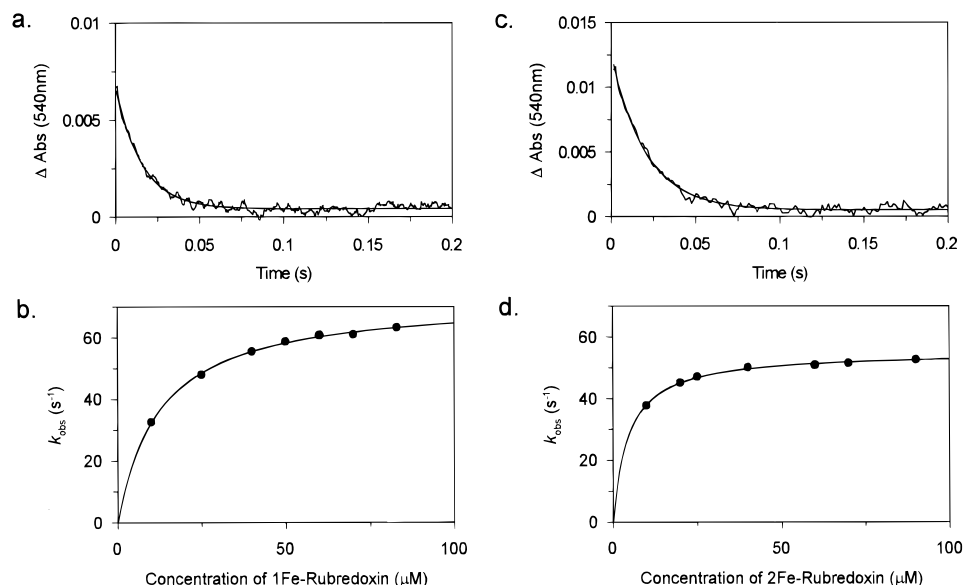 a.
0.01
0.005
0
Δ Abs (540nm)
0 0.05 0.1 0.15 0.2
Time (s)
c.
0.015
0.01
0.005
0
Δ Abs (540nm)
0 0.05 0.1 0.15 0.2
Time (s)
b.
60
40
20
0
kobs (s⁻¹)
0 50 100
Concentration of 1Fe-Rubredoxin (μM)
d.
60
40
20
0
kobs (s⁻¹)
0 50 100
Concentration of 2Fe-Rubredoxin (μM)